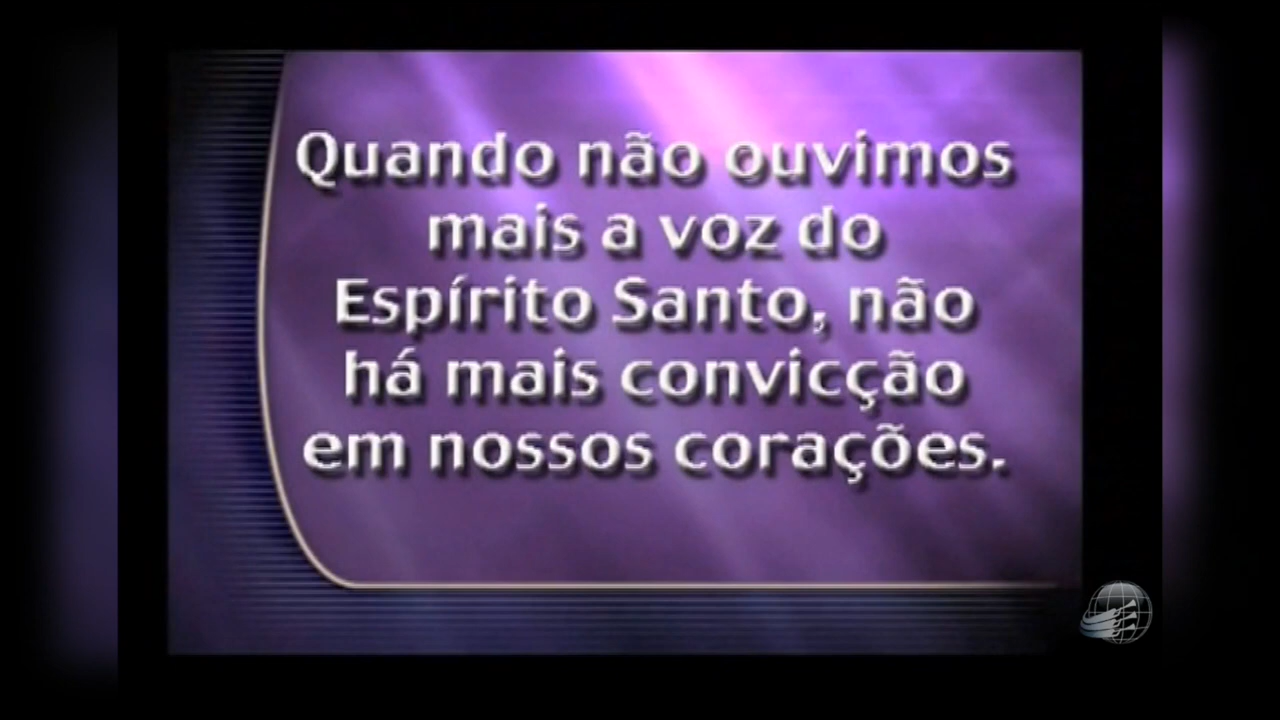 Quando não ouvimos
mais a voz do
Espírito Santo, não
há mais convicção
em nossos corações.